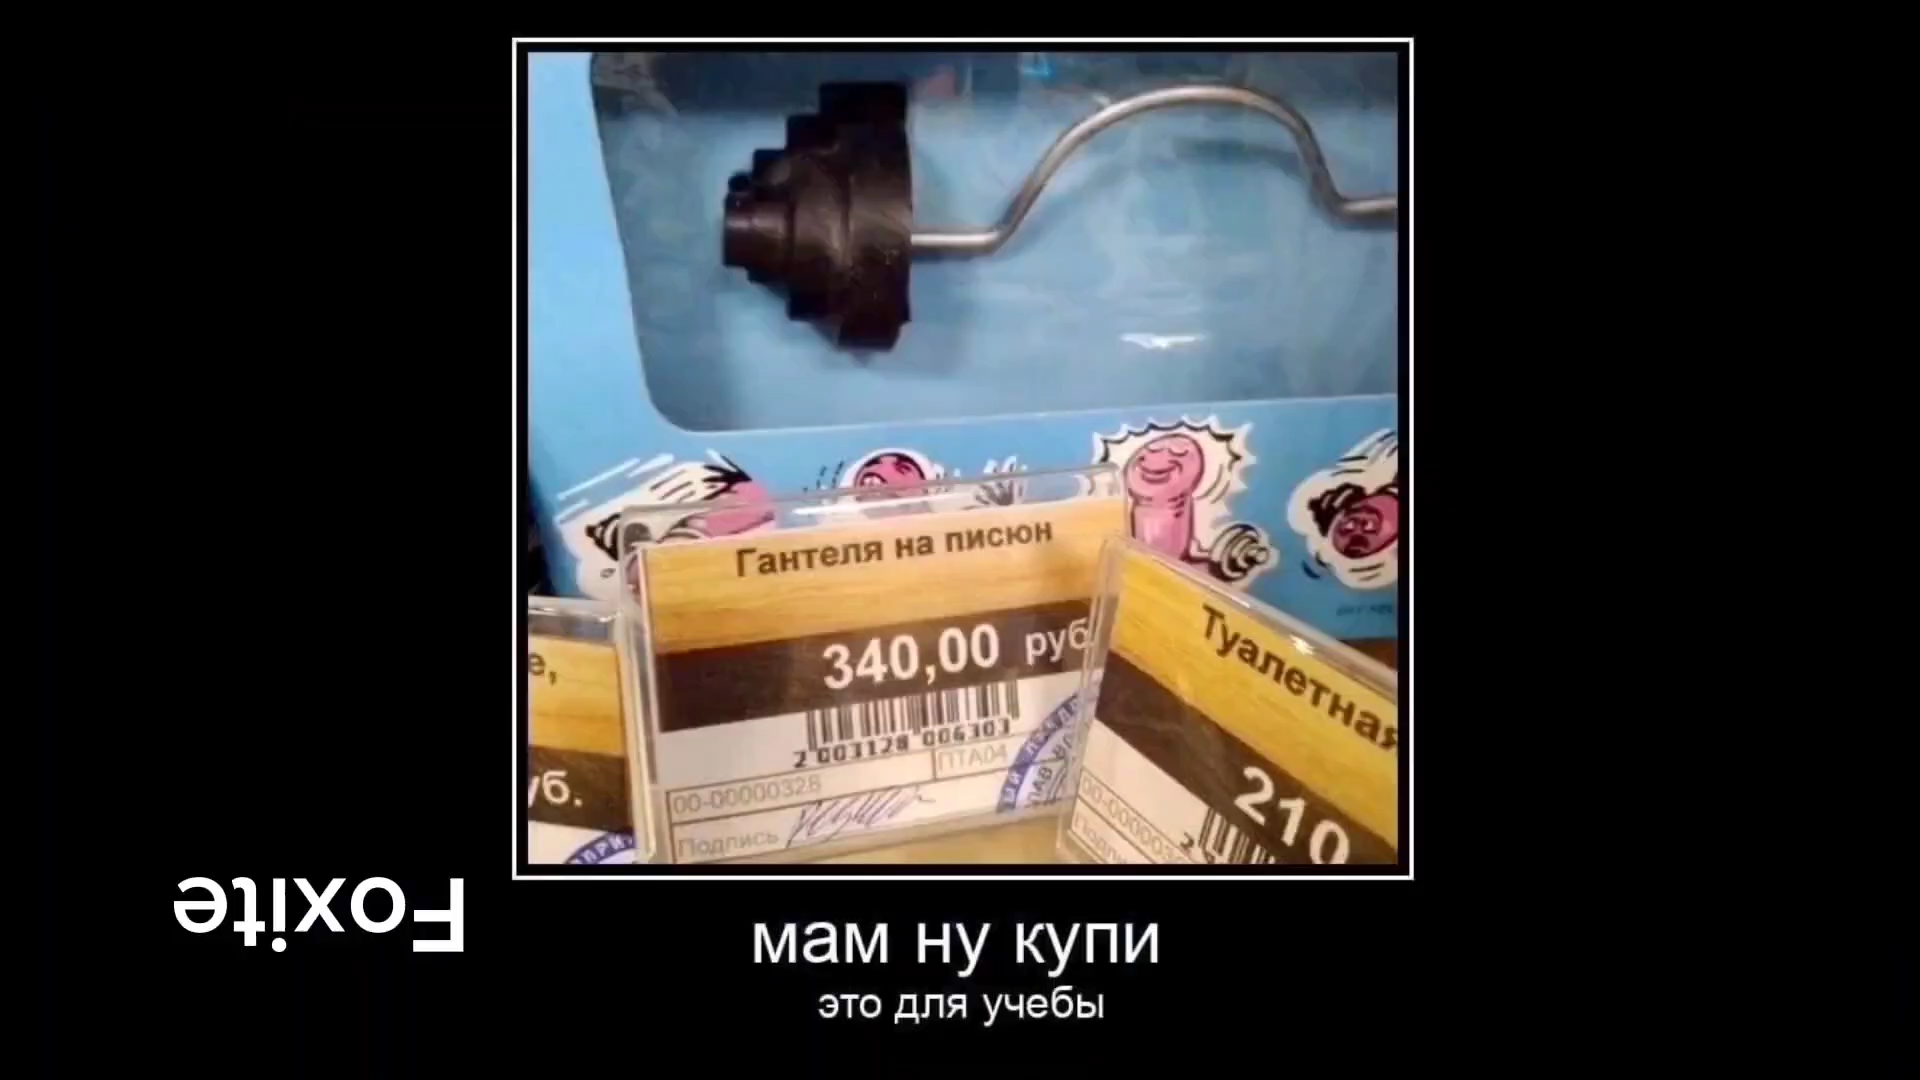 Гантеля на писюн
340,00 руб
2 003128 006303
00-00000328
ПТА04
Подпись
е,
уб.
Туалетная
210
Foxite
мам ну купи
это для учебы